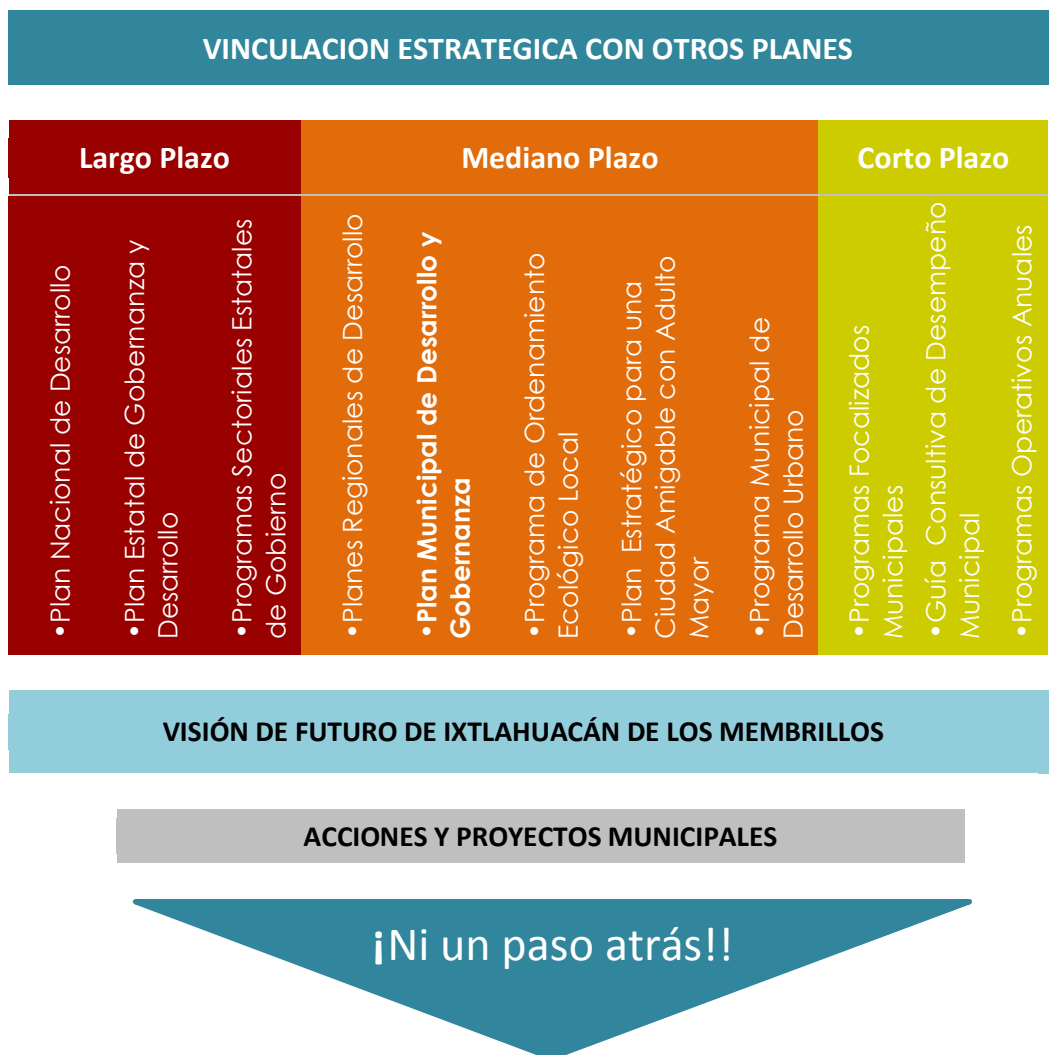 VINCULACION ESTRATEGICA CON OTROS PLANES
Largo Plazo
•Plan Nacional de Desarrollo
•Plan Estatal de Gobernanza y
Desarrollo
•Programas Sectoriales Estatales
de Gobierno
Mediano Plazo
•Planes Regionales de Desarrollo
•Plan Municipal de Desarrollo y
Gobernanza
•Programa de Ordenamiento
Ecológico Local
•Plan Estratégico para una
Ciudad Amigable con Adulto
Mayor
•Programa Municipal de
Desarrollo Urbano
Corto Plazo
•Programas Focalizados
Municipales
•Guía Consultiva de Desempeño
Municipal
•Programas Operativos Anuales
VISIÓN DE FUTURO DE IXTLAHUACÁN DE LOS MEMBRILLOS
ACCIONES Y PROYECTOS MUNICIPALES
¡Ni un paso atrás!!